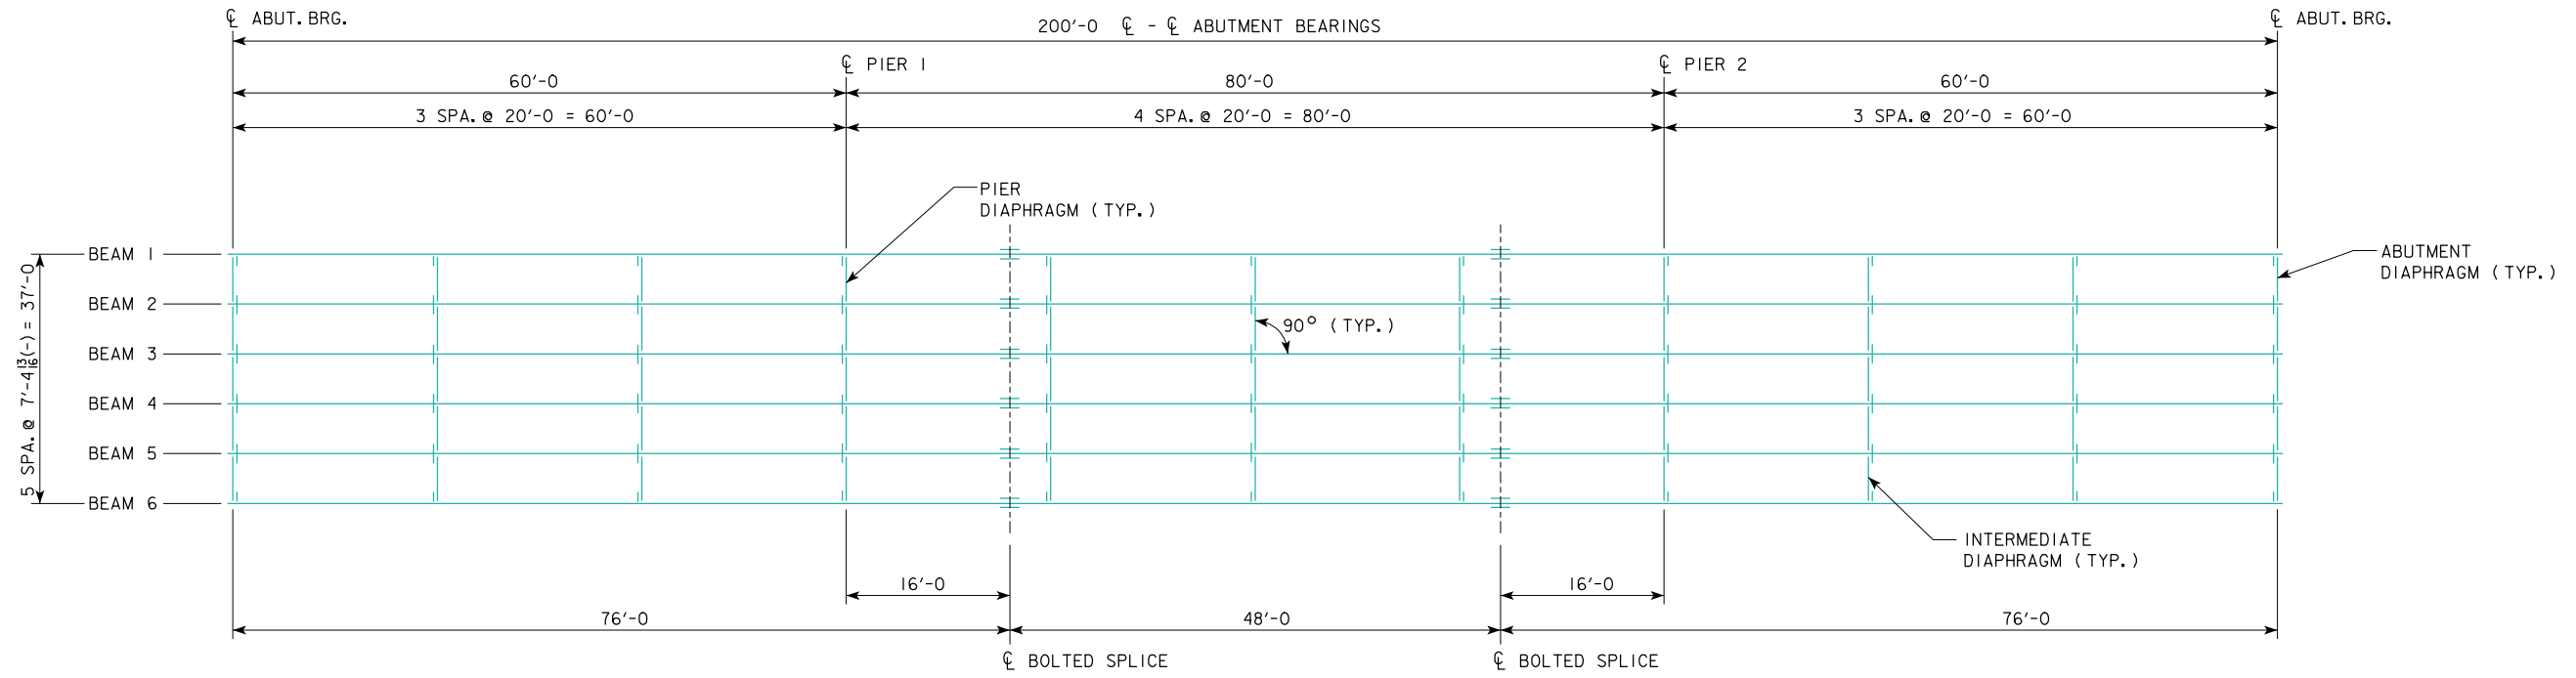 ℄ ABUT. BRG.
200'-0 ℄ - ℄ ABUTMENT BEARINGS
℄ ABUT. BRG.
℄ PIER 1
℄ PIER 2
60'-0
80'-0
60'-0
3 SPA. @ 20'-0 = 60'-0
4 SPA. @ 20'-0 = 80'-0
3 SPA. @ 20'-0 = 60'-0
PIER
DIAPHRAGM (TYP.)
ABUTMENT
DIAPHRAGM (TYP.)
5 SPA. @ 7'-4 13/16(-) = 37'-0
BEAM 1
BEAM 2
BEAM 3
BEAM 4
BEAM 5
BEAM 6
90° (TYP.)
INTERMEDIATE
DIAPHRAGM (TYP.)
16'-0
16'-0
76'-0
48'-0
76'-0
℄ BOLTED SPLICE
℄ BOLTED SPLICE